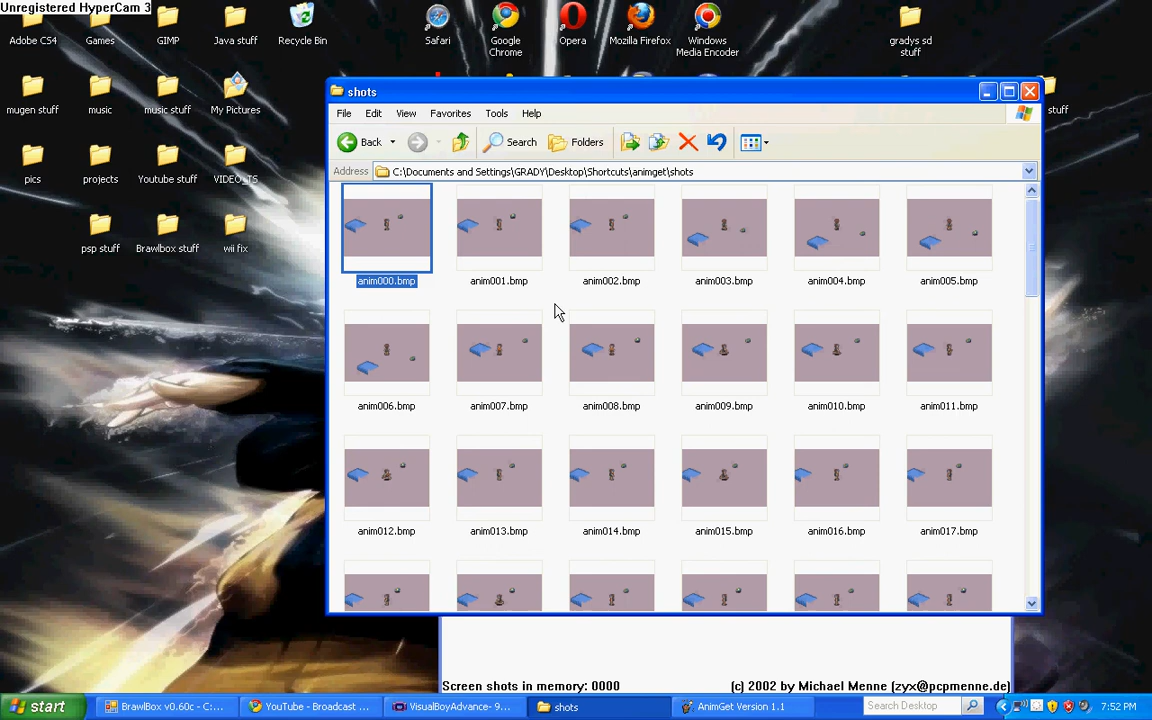 Unregistered HyperCam 3
Adobe CS4
Games
GIMP
Java stuff
Recycle Bin
Safari
Google Chrome
Opera
Mozilla Firefox
Windows Media Encoder
gradys sd stuff
mugen stuff
music
music stuff
My Pictures
stuff
pics
projects
Youtube stuff
VIDEO_TS
psp stuff
Brawlbox stuff
wii fix
shots
File Edit View Favorites Tools Help
Back Search Folders
Address C:\Documents and Settings\GRADY\Desktop\Shortcuts\animget\shots
anim000.bmp anim001.bmp anim002.bmp anim003.bmp anim004.bmp anim005.bmp
anim006.bmp anim007.bmp anim008.bmp anim009.bmp anim010.bmp anim011.bmp
anim012.bmp anim013.bmp anim014.bmp anim015.bmp anim016.bmp anim017.bmp
Screen shots in memory: 0000 (c) 2002 by Michael Menne (zyx@pcpmenne.de)
start BrawlBox v0.60c - C:... YouTube - Broadcast ... VisualBoyAdvance- 9... shots AnimGet Version 1.1 Search Desktop 7:52 PM